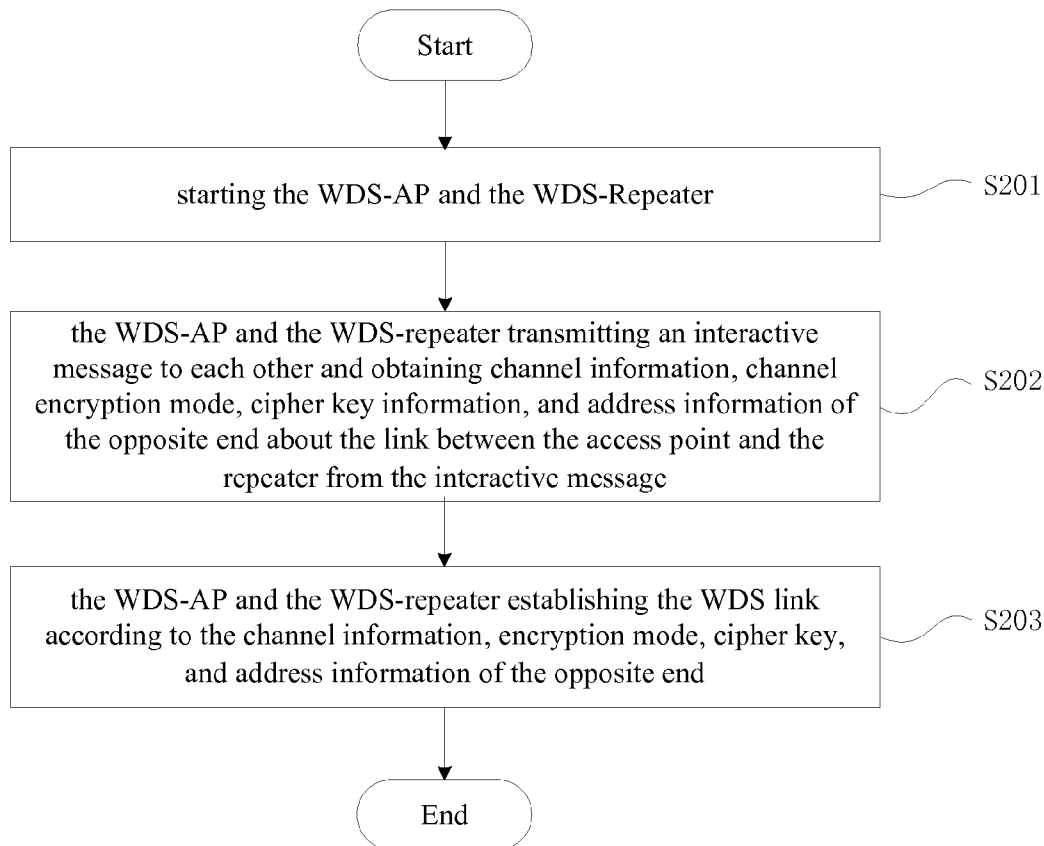 Start
starting the WDS-AP and the WDS-Repeater
S201
the WDS-AP and the WDS-repeater transmitting an interactive
message to each other and obtaining channel information, channel
encryption mode, cipher key information, and address information of
the opposite end about the link between the access point and the
repeater from the interactive message
S202
the WDS-AP and the WDS-repeater establishing the WDS link
according to the channel information, encryption mode, cipher key,
and address information of the opposite end
S203
End